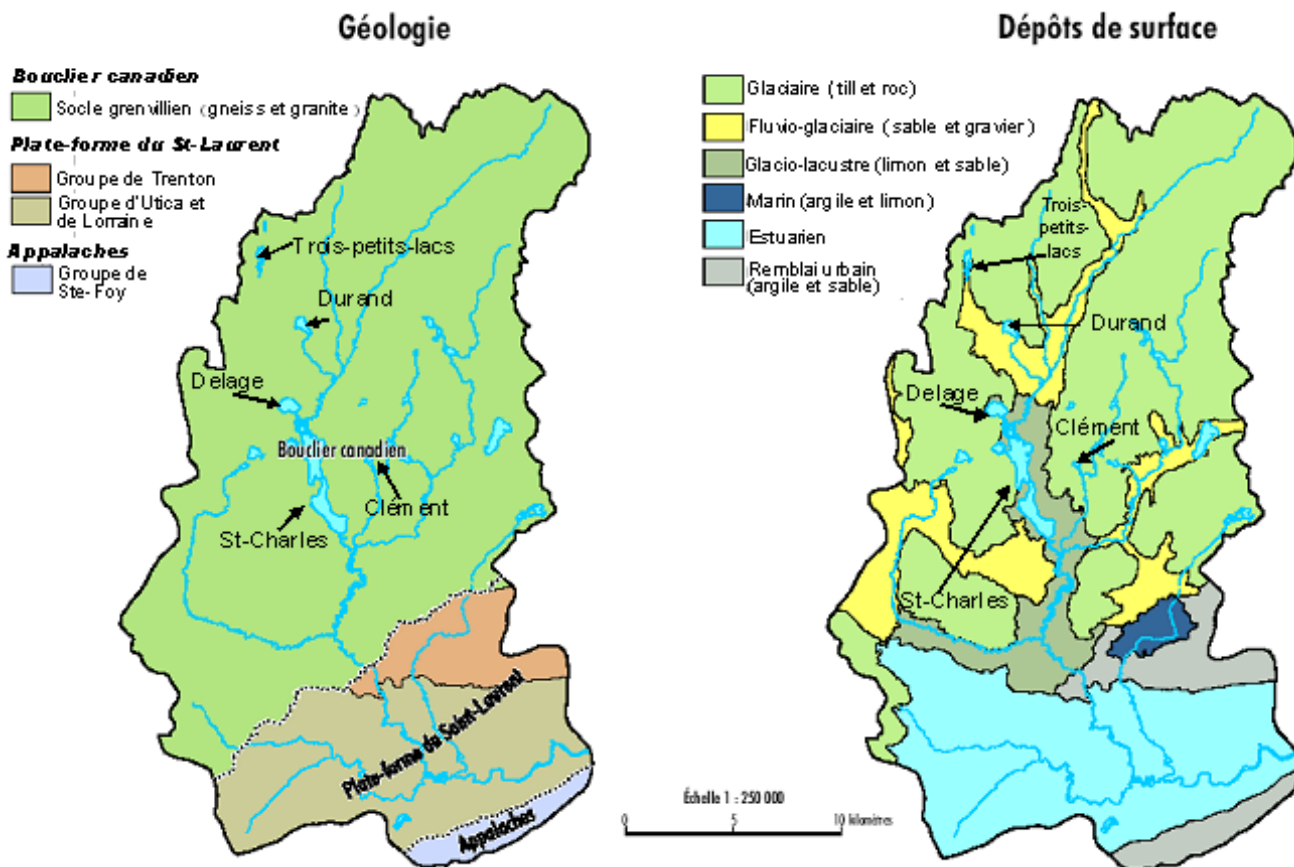 Géologie
Bouclier canadien
Socle grenvillien (gneiss et granite)
Plate-forme du St-Laurent
Groupe de Trenton
Groupe d'Utica et
de Lorraine
Appalaches
Groupe de
Ste-Foy
Trois-petits-lacs
Durand
Delage
Bouclier canadien
Clément
St-Charles
Plate-forme du Saint-Laurent
Appalaches
Dépôts de surface
Glaciaire (till et roc)
Fluvio-glaciaire (sable et gravier)
Glacio-lacustre (limon et sable)
Marin (argile et limon)
Estuarien
Remblai urbain
(argile et sable)
Trois-
petits-
lacs
Durand
Delage
Clément
St-Charles
Échelle 1 : 250 000
0 5 10 kilomètres